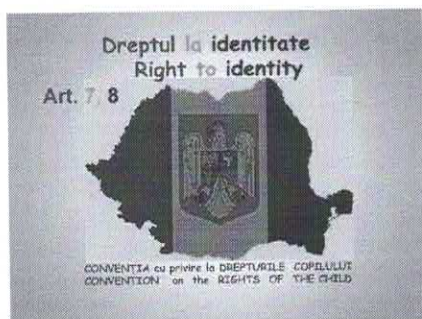 Dreptul la identitate
Right to identity
Art. 7, 8
CONVENTIA cu privire la DREPTURILE COPILULUI
CONVENTION on the RIGHTS OF THE CHILD